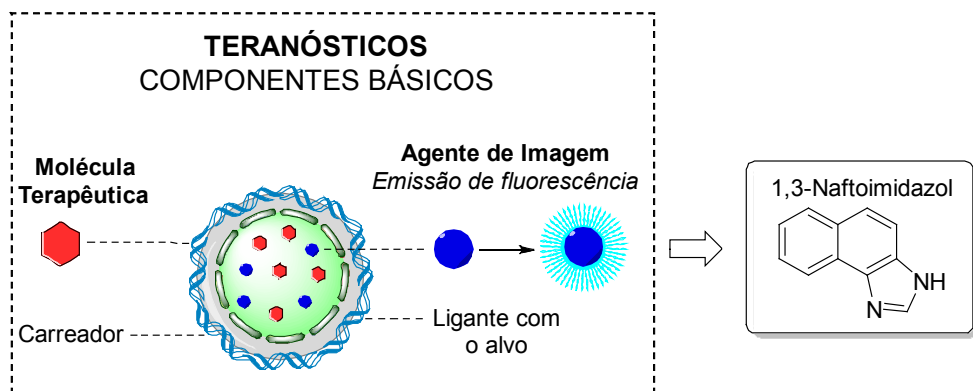 TERANÓSTICOS
COMPONENTES BÁSICOS
Molécula
Terapêutica
Agente de Imagem
Emissão de fluorescência
Carreador
Ligante com
o alvo
1,3-Naftoimidazol
NH
N